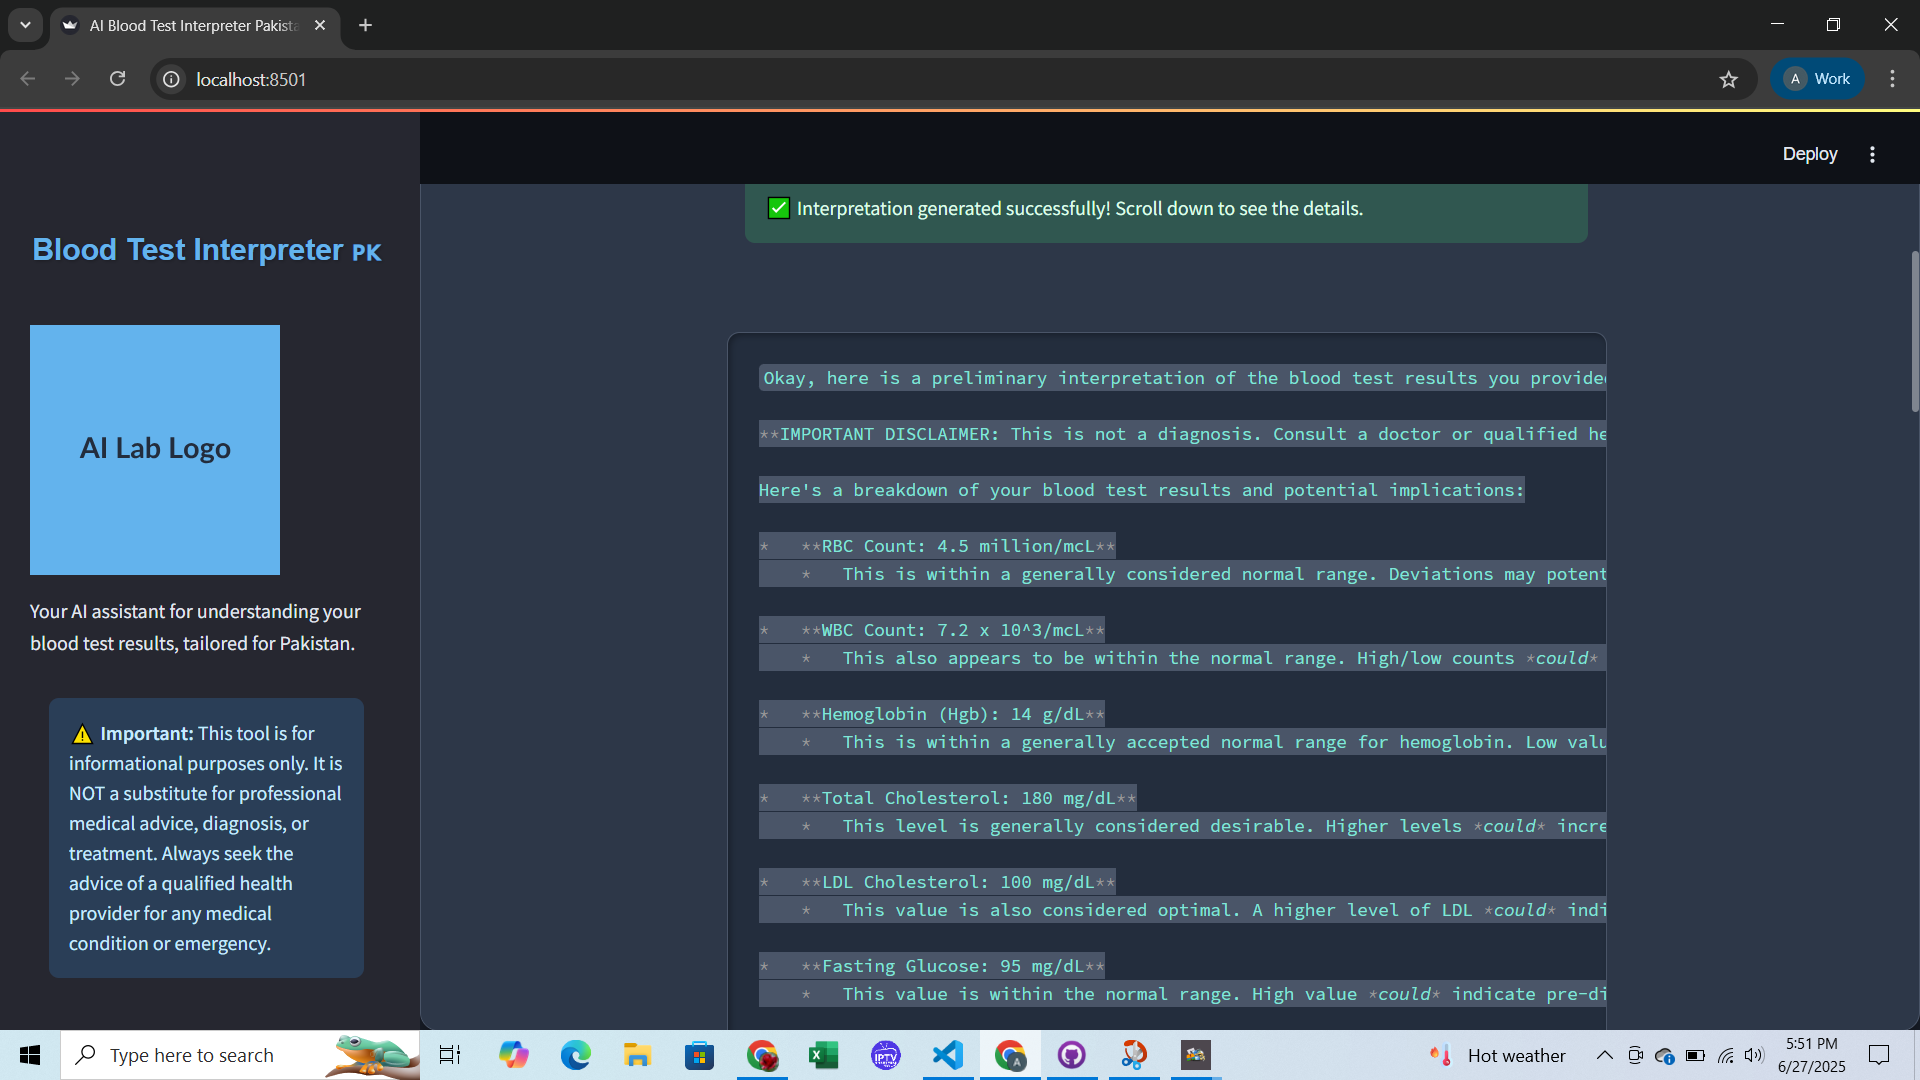 AI Blood Test Interpreter Pakista
localhost:8501
A Work
Deploy
Blood Test Interpreter PK
AI Lab Logo
Your AI assistant for understanding your
blood test results, tailored for Pakistan.
⚠️ Important: This tool is for
informational purposes only. It is
NOT a substitute for professional
medical advice, diagnosis, or
treatment. Always seek the
advice of a qualified health
provider for any medical
condition or emergency.
✅ Interpretation generated successfully! Scroll down to see the details.
Okay, here is a preliminary interpretation of the blood test results you provided
**IMPORTANT DISCLAIMER: This is not a diagnosis. Consult a doctor or qualified he
Here's a breakdown of your blood test results and potential implications:
* **RBC Count: 4.5 million/mcL**
* This is within a generally considered normal range. Deviations may potent
* **WBC Count: 7.2 x 10^3/mcL**
* This also appears to be within the normal range. High/low counts *could*
* **Hemoglobin (Hgb): 14 g/dL**
* This is within a generally accepted normal range for hemoglobin. Low valu
* **Total Cholesterol: 180 mg/dL**
* This level is generally considered desirable. Higher levels *could* incre
* **LDL Cholesterol: 100 mg/dL**
* This value is also considered optimal. A higher level of LDL *could* indi
* **Fasting Glucose: 95 mg/dL**
* This value is within the normal range. High value *could* indicate pre-di
Type here to search
IPTV
A
Hot weather
5:51 PM
6/27/2025